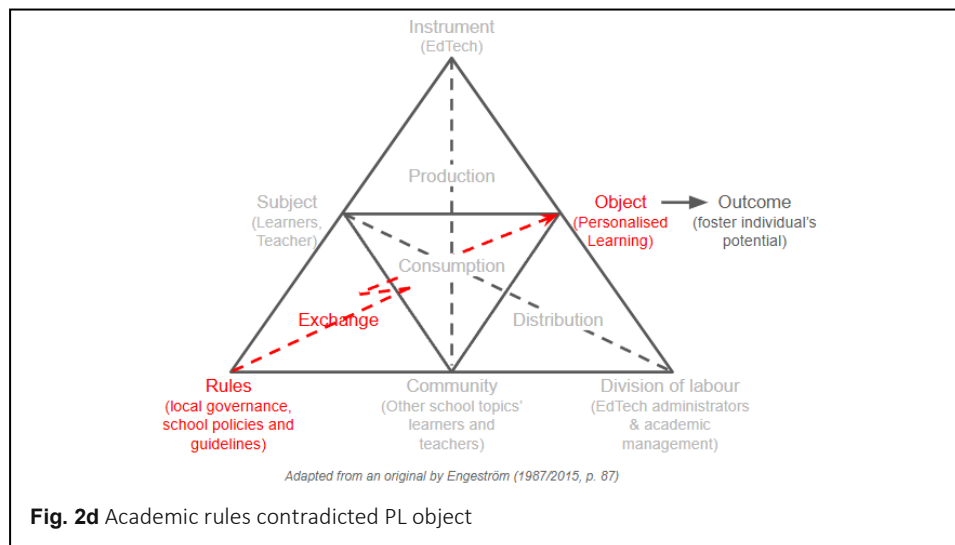 Instrument
(EdTech)
Production
Subject
(Learners,
Teacher)
Object
(Personalised
Learning)
Outcome
(foster individual's
potential)
Consumption
Exchange
Distribution
Rules
(local governance,
school policies and
guidelines)
Community
(Other school topics'
learners and
teachers)
Division of labour
(EdTech administrators
& academic
management)
Adapted from an original by Engeström (1987/2015, p. 87)
Fig. 2d Academic rules contradicted PL object